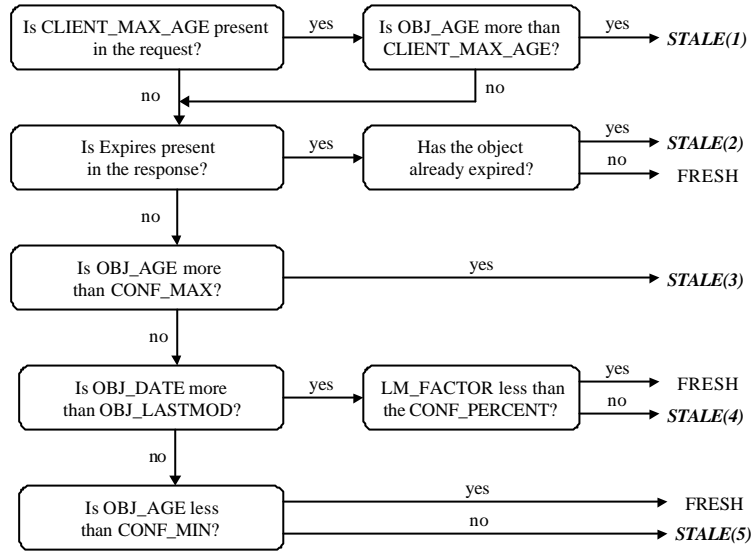 Is CLIENT_MAX_AGE present
in the request?
yes
Is OBJ_AGE more than
CLIENT_MAX_AGE?
yes
STALE(1)
no
no
Is Expires present
in the response?
yes
Has the object
already expired?
yes
STALE(2)
no
FRESH
no
Is OBJ_AGE more
than CONF_MAX?
yes
STALE(3)
no
Is OBJ_DATE more
than OBJ_LASTMOD?
yes
LM_FACTOR less than
the CONF_PERCENT?
yes
FRESH
no
STALE(4)
no
Is OBJ_AGE less
than CONF_MIN?
yes
FRESH
no
STALE(5)